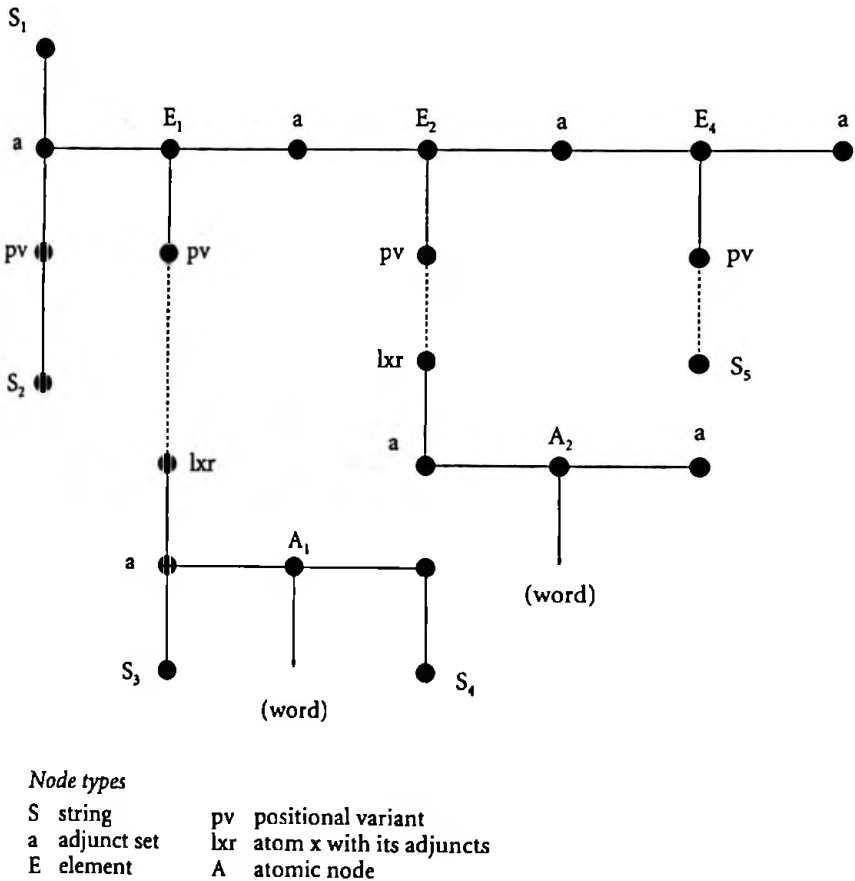 S₁
a E₁ a E₂ a E₄ a
pv pv pv pv
S₂ lxr S₅
lxr a A₂ a
a A₁
(word)
S₃ S₄
(word)
Node types
S string pv positional variant
a adjunct set lxr atom x with its adjuncts
E element A atomic node